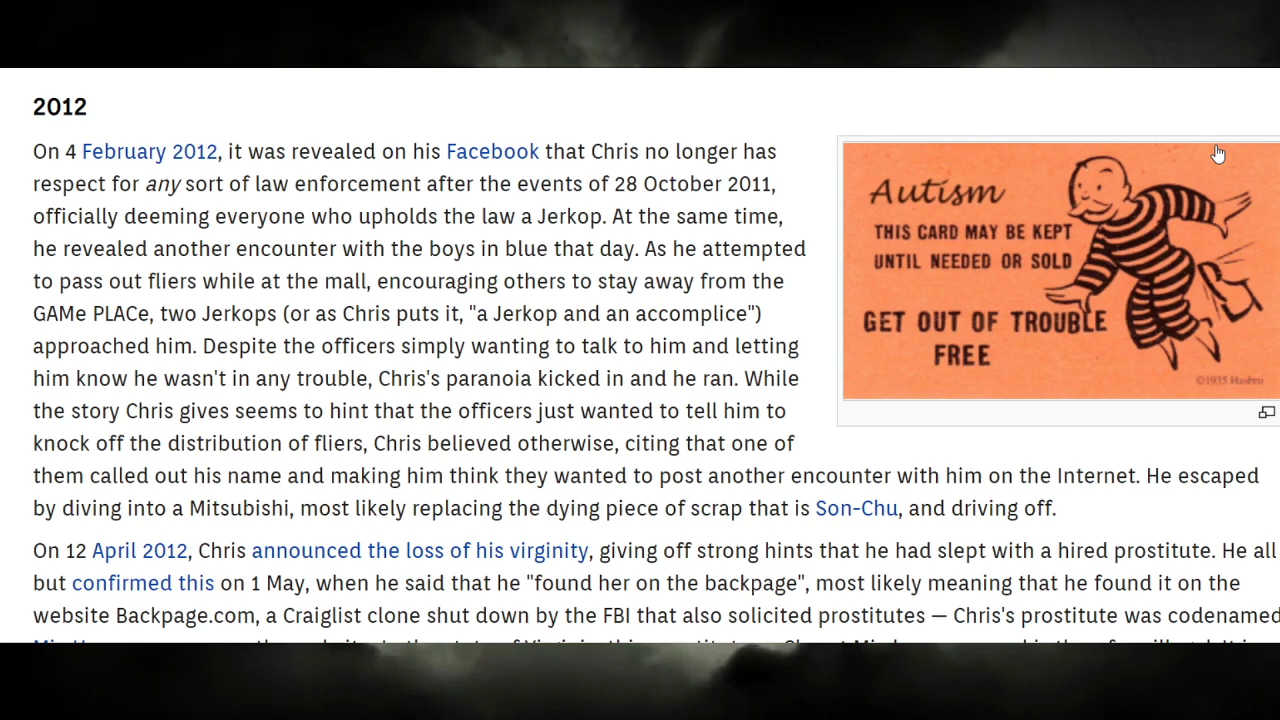 2012
On 4 February 2012, it was revealed on his Facebook that Chris no longer has
respect for any sort of law enforcement after the events of 28 October 2011,
officially deeming everyone who upholds the law a Jerkop. At the same time,
he revealed another encounter with the boys in blue that day. As he attempted
to pass out fliers while at the mall, encouraging others to stay away from the
GAMe PLACe, two Jerkops (or as Chris puts it, "a Jerkop and an accomplice")
approached him. Despite the officers simply wanting to talk to him and letting
him know he wasn't in any trouble, Chris's paranoia kicked in and he ran. While
the story Chris gives seems to hint that the officers just wanted to tell him to
knock off the distribution of fliers, Chris believed otherwise, citing that one of
them called out his name and making him think they wanted to post another encounter with him on the Internet. He escaped
by diving into a Mitsubishi, most likely replacing the dying piece of scrap that is Son-Chu, and driving off.
Autism
THIS CARD MAY BE KEPT
UNTIL NEEDED OR SOLD
GET OUT OF TROUBLE
FREE
©1935 Hasbro
On 12 April 2012, Chris announced the loss of his virginity, giving off strong hints that he had slept with a hired prostitute. He all
but confirmed this on 1 May, when he said that he "found her on the backpage", most likely meaning that he found it on the
website Backpage.com, a Craiglist clone shut down by the FBI that also solicited prostitutes — Chris's prostitute was codenamed